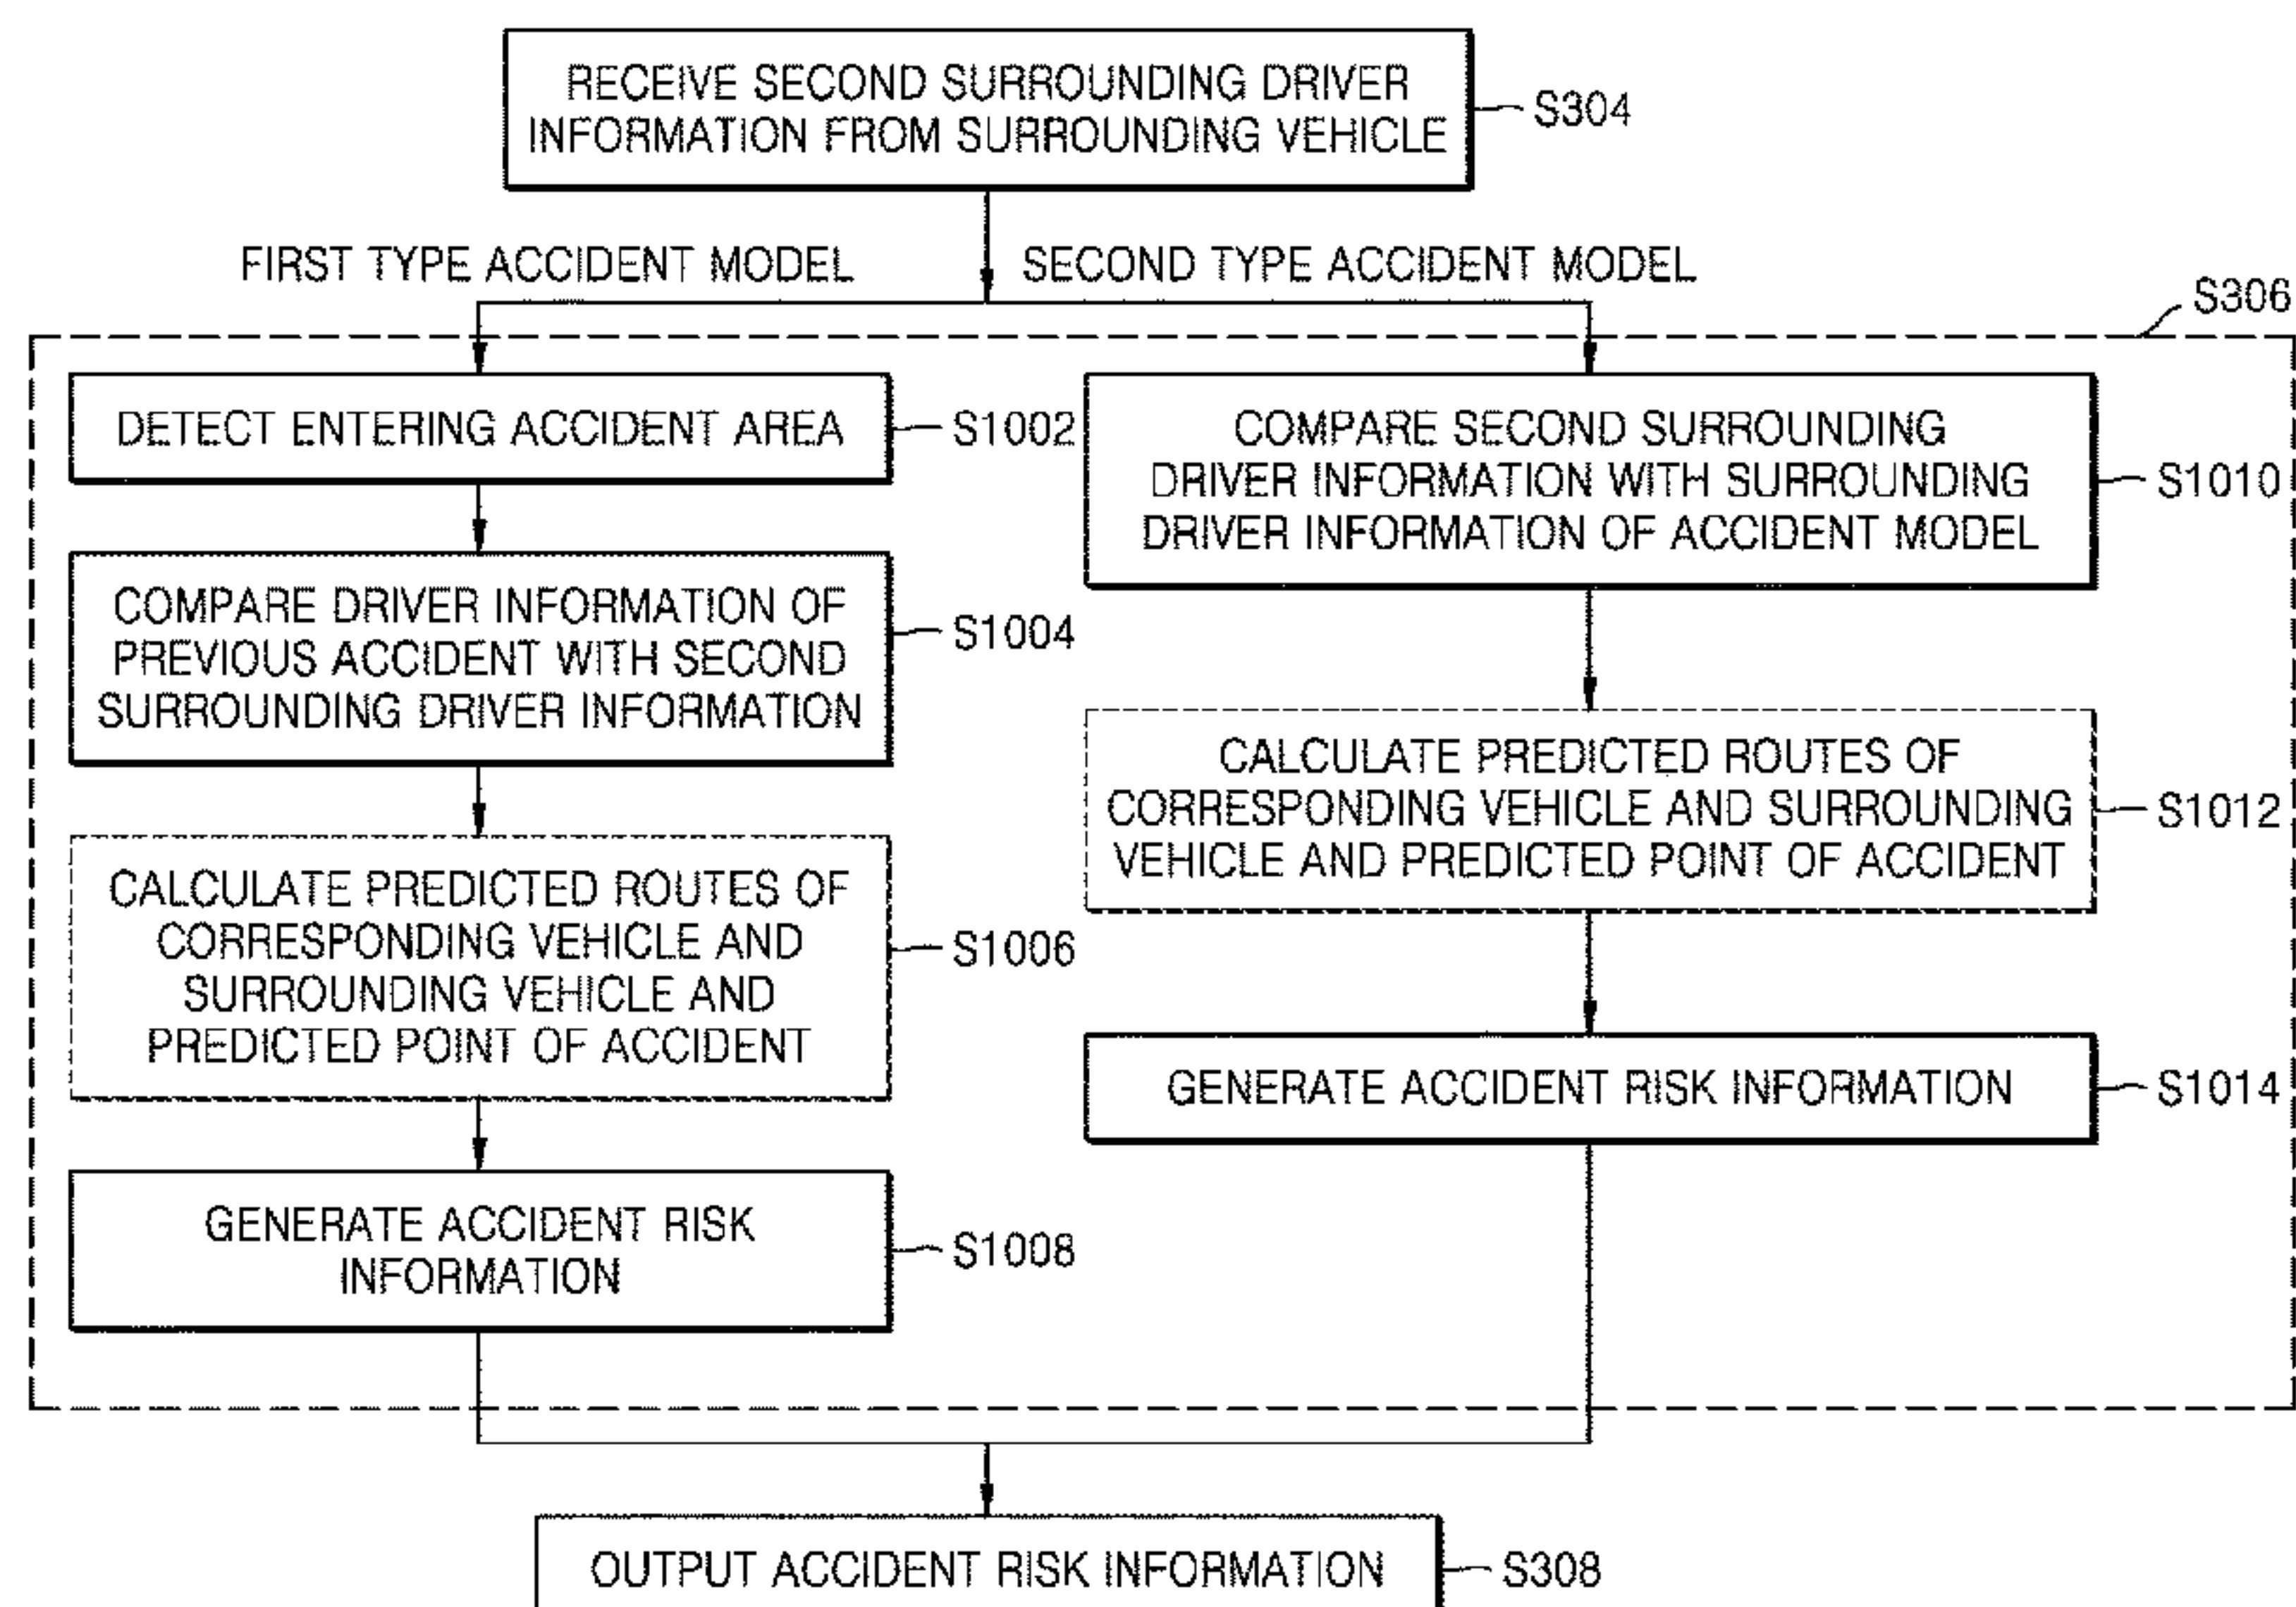 RECEIVE SECOND SURROUNDING DRIVER
INFORMATION FROM SURROUNDING VEHICLE
S304
FIRST TYPE ACCIDENT MODEL
SECOND TYPE ACCIDENT MODEL
S306
DETECT ENTERING ACCIDENT AREA
S1002
COMPARE DRIVER INFORMATION OF
PREVIOUS ACCIDENT WITH SECOND
SURROUNDING DRIVER INFORMATION
S1004
CALCULATE PREDICTED ROUTES OF
CORRESPONDING VEHICLE AND
SURROUNDING VEHICLE AND
PREDICTED POINT OF ACCIDENT
S1006
GENERATE ACCIDENT RISK
INFORMATION
S1008
COMPARE SECOND SURROUNDING
DRIVER INFORMATION WITH SURROUNDING
DRIVER INFORMATION OF ACCIDENT MODEL
S1010
CALCULATE PREDICTED ROUTES OF
CORRESPONDING VEHICLE AND SURROUNDING
VEHICLE AND PREDICTED POINT OF ACCIDENT
S1012
GENERATE ACCIDENT RISK INFORMATION
S1014
OUTPUT ACCIDENT RISK INFORMATION
S308